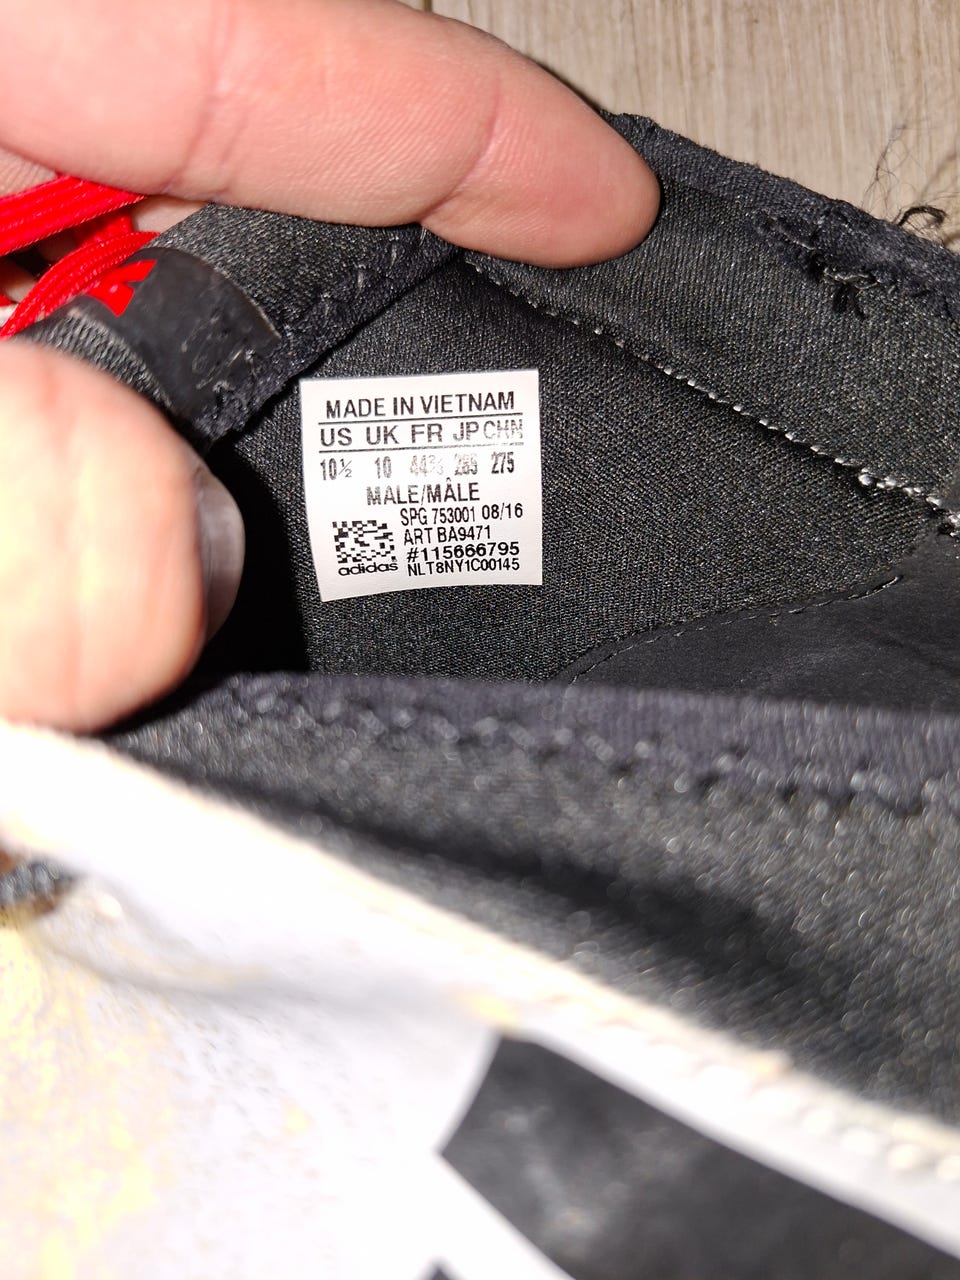 MADE IN VIETNAM
US UK FR JP CHN
10½ 10 44⅔ 285 275
MALE/MÂLE
SPG 753001 08/16
ART BA9471
#115666795
adidas NLT8NY1C00145